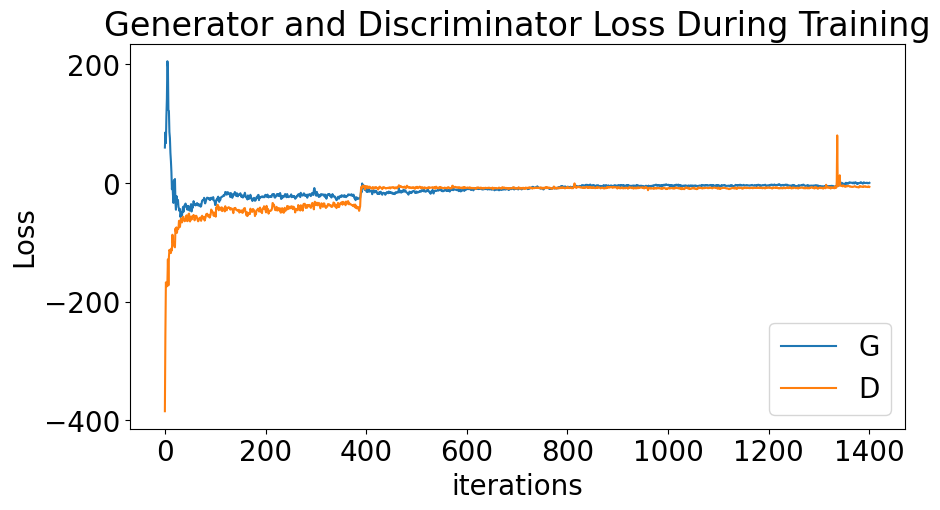 Generator and Discriminator Loss During Training
200
0
−200
−400
Loss
0 200 400 600 800 1000 1200 1400
iterations
G
D